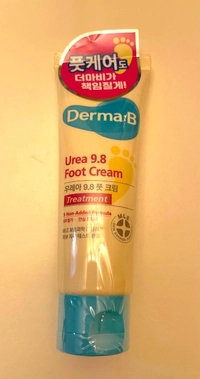 풋케어도
더마비가
책임질게!
Derma:B
Urea 9.8
Foot Cream
우레아 9.8 풋 크림
Treatment
MLE